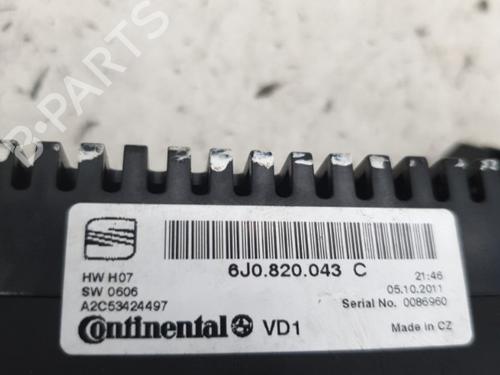 B-PARTS
6J0.820.043 C
HW H07
SW 0606
A2C53424497
21:46
05.10.2011
Serial No. 0086960
Continental VD1
Made in CZ